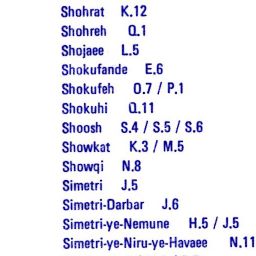 Shohrat K.12
Shohreh Q.1
Shojaee L.5
Shokufande E.6
Shokufeh O.7 / P.1
Shokuhi Q.11
Shoosh S.4 / S.5 / S.6
Showkat K.3 / M.5
Showqi N.8
Simetri J.5
Simetri-Darbar J.6
Simetri-ye-Nemune H.5 / J.5
Simetri-ye-Niru-ye-Havaee N.11